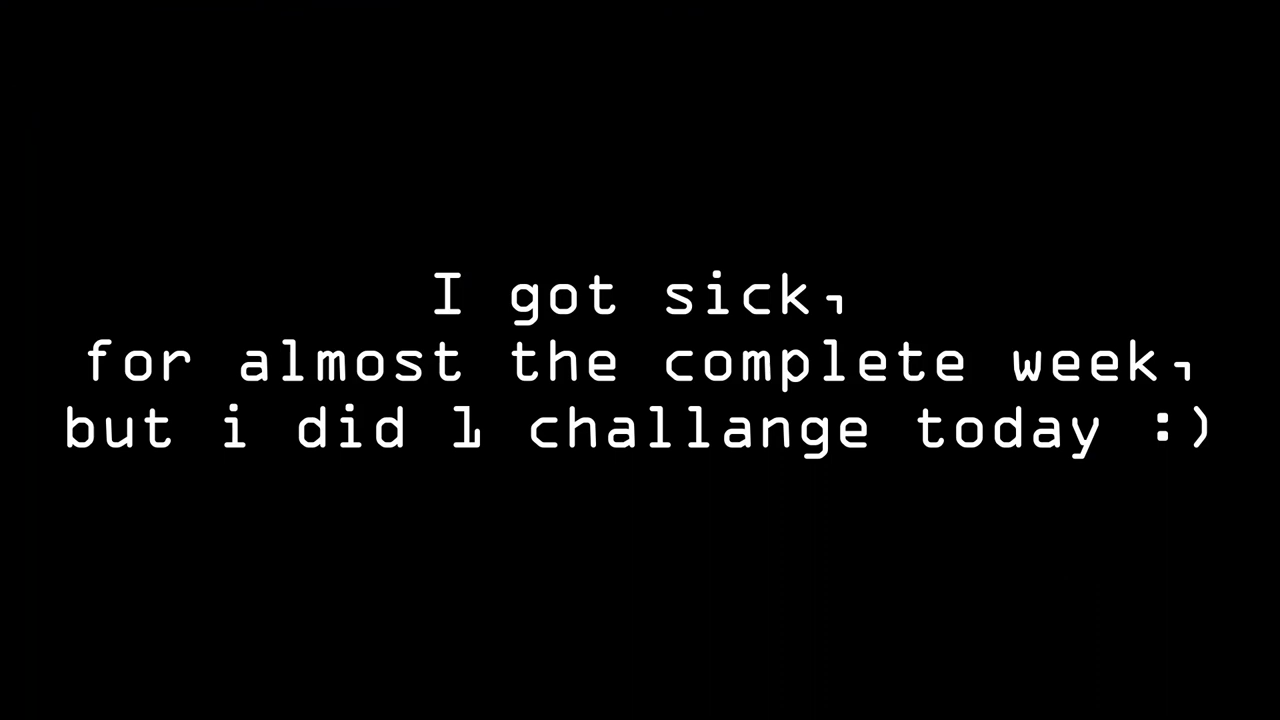 I got sick,
for almost the complete week,
but i did 1 challange today :)